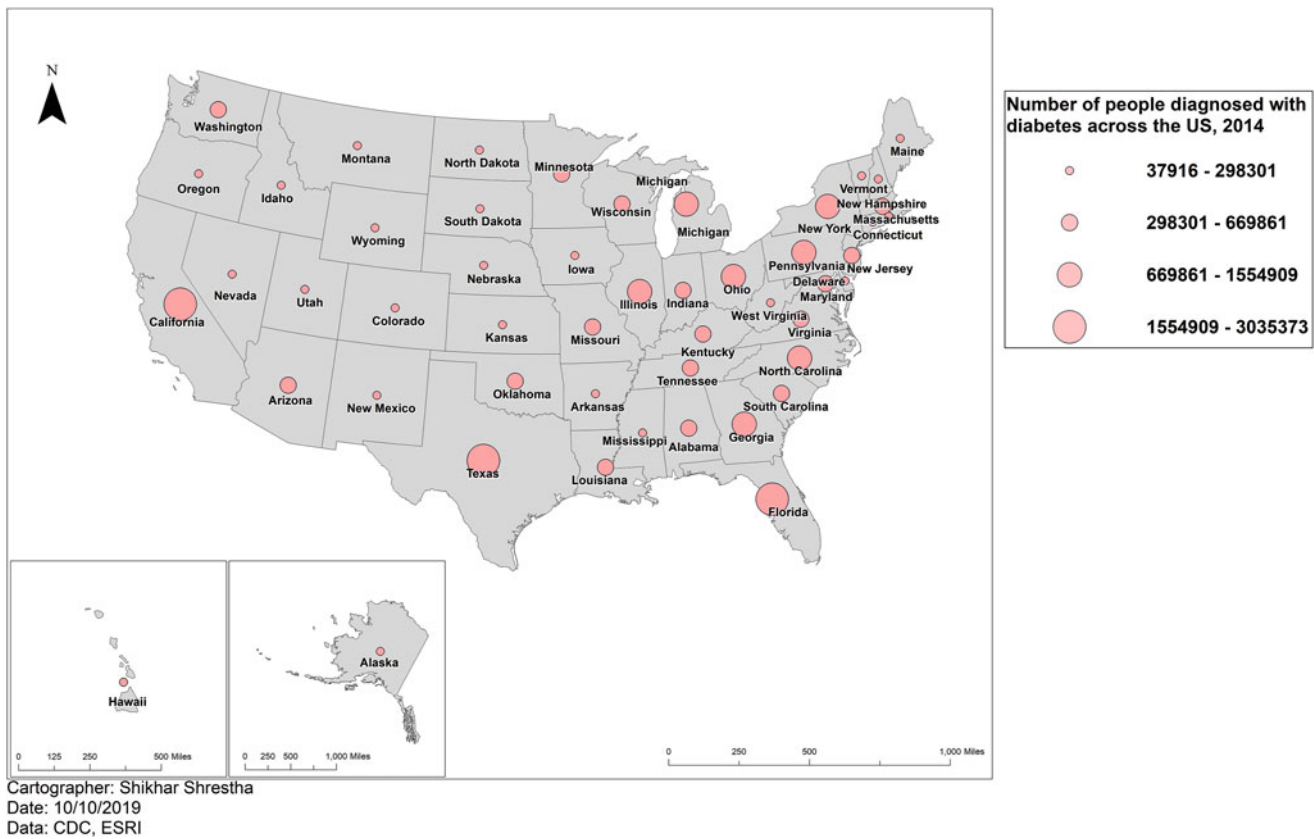 N
Washington
Montana
North Dakota
Minnesota
Michigan
Maine
Oregon
Idaho
South Dakota
Wisconsin
Michigan
Vermont
New Hampshire
Massachusetts
New York
Connecticut
Wyoming
Iowa
Nebraska
Pennsylvania
New Jersey
Nevada
Utah
Colorado
Illinois
Indiana
Ohio
Delaware
Maryland
West Virginia
California
Kansas
Missouri
Virginia
Kentucky
North Carolina
Tennessee
Arizona
New Mexico
Oklahoma
Arkansas
South Carolina
Mississippi
Alabama
Georgia
Texas
Louisiana
Florida
Hawaii
0 125 250 500 Miles
Alaska
0 250 500 1,000 Miles
0 250 500 1,000 Miles
Number of people diagnosed with
diabetes across the US, 2014
37916 - 298301
298301 - 669861
669861 - 1554909
1554909 - 3035373
Cartographer: Shikhar Shrestha
Date: 10/10/2019
Data: CDC, ESRI